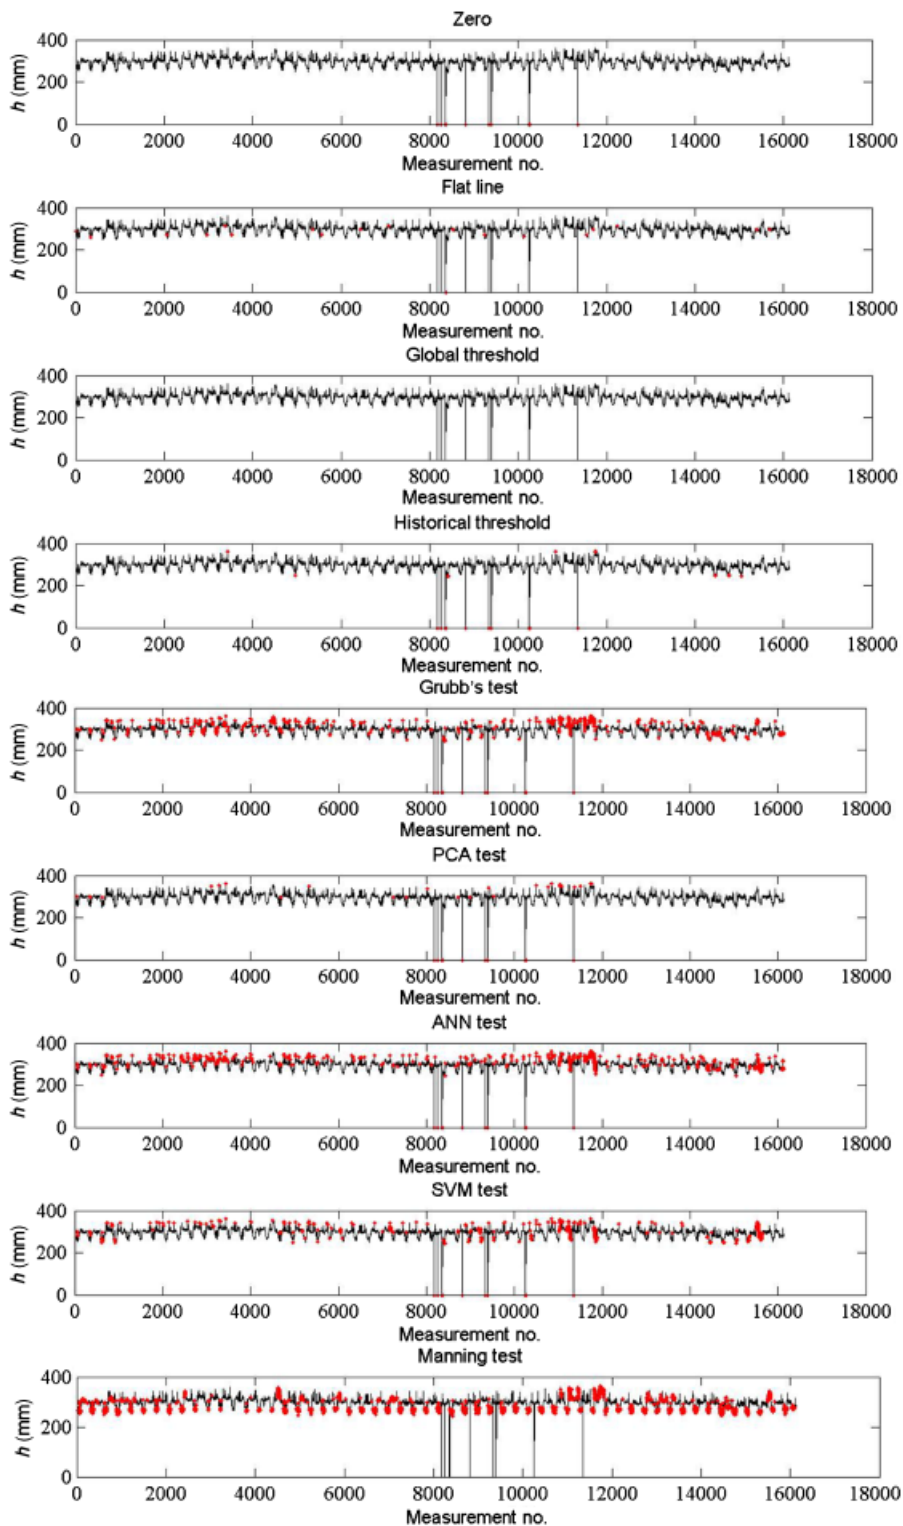 Zero
400
200
0
h (mm)
0 2000 4000 6000 8000 10000 12000 14000 16000 18000
Measurement no.
Flat line
400
200
0
h (mm)
0 2000 4000 6000 8000 10000 12000 14000 16000 18000
Measurement no.
Global threshold
400
200
0
h (mm)
0 2000 4000 6000 8000 10000 12000 14000 16000 18000
Measurement no.
Historical threshold
400
200
0
h (mm)
0 2000 4000 6000 8000 10000 12000 14000 16000 18000
Measurement no.
Grubb's test
400
200
0
h (mm)
0 2000 4000 6000 8000 10000 12000 14000 16000 18000
Measurement no.
PCA test
400
200
0
h (mm)
0 2000 4000 6000 8000 10000 12000 14000 16000 18000
Measurement no.
ANN test
400
200
0
h (mm)
0 2000 4000 6000 8000 10000 12000 14000 16000 18000
Measurement no.
SVM test
400
200
0
h (mm)
0 2000 4000 6000 8000 10000 12000 14000 16000 18000
Measurement no.
Manning test
400
200
0
h (mm)
0 2000 4000 6000 8000 10000 12000 14000 16000 18000
Measurement no.